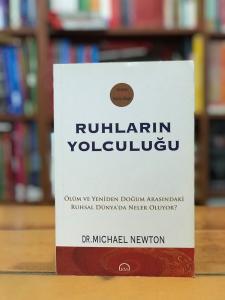 RUHLARIN
YOLCULUĞU
ÖLÜM VE YENİDEN DOĞUM ARASINDAKİ
RUHSAL DÜNYA'DA NELER OLUYOR?
DR.MICHAEL NEWTON